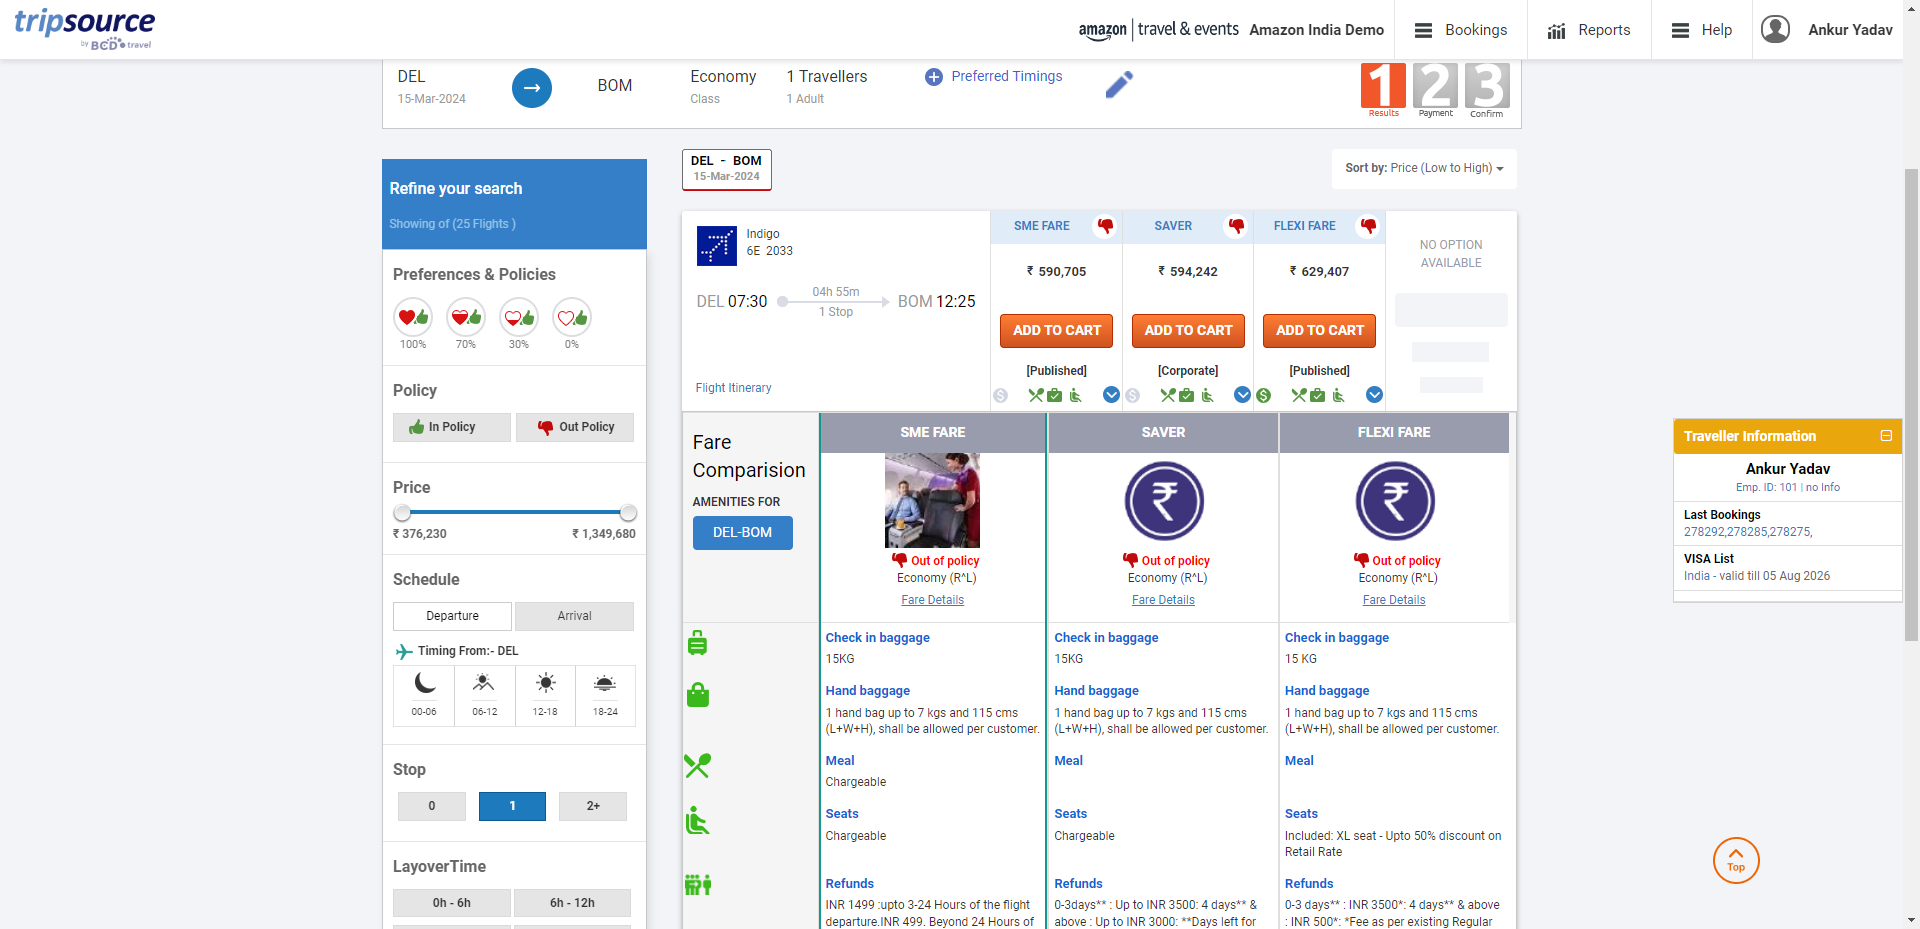 tripsource
by BCD travel
amazon | travel & events Amazon India Demo
Bookings
Reports
Help
Ankur Yadav
DEL
15-Mar-2024
BOM
Economy
Class
1 Travellers
1 Adult
Preferred Timings
1 2 3
Results Payment Confirm
Refine your search
Showing of (25 Flights )
Preferences & Policies
100% 70% 30% 0%
Policy
In Policy Out Policy
Price
₹ 376,230 ₹ 1,349,680
Schedule
Departure Arrival
Timing From:- DEL
00-06 06-12 12-18 18-24
Stop
0 1 2+
LayoverTime
0h - 6h 6h - 12h
DEL - BOM
15-Mar-2024
Sort by: Price (Low to High)
Indigo
6E 2033
DEL 07:30
04h 55m
1 Stop
BOM 12:25
Flight Itinerary
SME FARE SAVER FLEXI FARE
₹ 590,705 ₹ 594,242 ₹ 629,407
ADD TO CART ADD TO CART ADD TO CART
[Published] [Corporate] [Published]
NO OPTION
AVAILABLE
Fare
Comparision
AMENITIES FOR
DEL-BOM
SME FARE
Out of policy
Economy (R^L)
Fare Details
Check in baggage
15KG
Hand baggage
1 hand bag up to 7 kgs and 115 cms
(L+W+H), shall be allowed per customer.
Meal
Chargeable
Seats
Chargeable
Refunds
INR 1499 :upto 3-24 Hours of the flight
departure.INR 499. Beyond 24 Hours of
SAVER
₹
Out of policy
Economy (R^L)
Fare Details
Check in baggage
15KG
Hand baggage
1 hand bag up to 7 kgs and 115 cms
(L+W+H), shall be allowed per customer.
Meal
Seats
Chargeable
Refunds
0-3days** : Up to INR 3500: 4 days** &
above : Up to INR 3000: **Days left for
FLEXI FARE
₹
Out of policy
Economy (R^L)
Fare Details
Check in baggage
15 KG
Hand baggage
1 hand bag up to 7 kgs and 115 cms
(L+W+H), shall be allowed per customer.
Meal
Seats
Included: XL seat - Upto 50% discount on
Retail Rate
Refunds
0-3 days** : INR 3500*: 4 days** & above
: INR 500*: *Fee as per existing Regular
Traveller Information
Ankur Yadav
Emp. ID: 101 | no Info
Last Bookings
278292,278285,278275,
VISA List
India - valid till 05 Aug 2026
Top